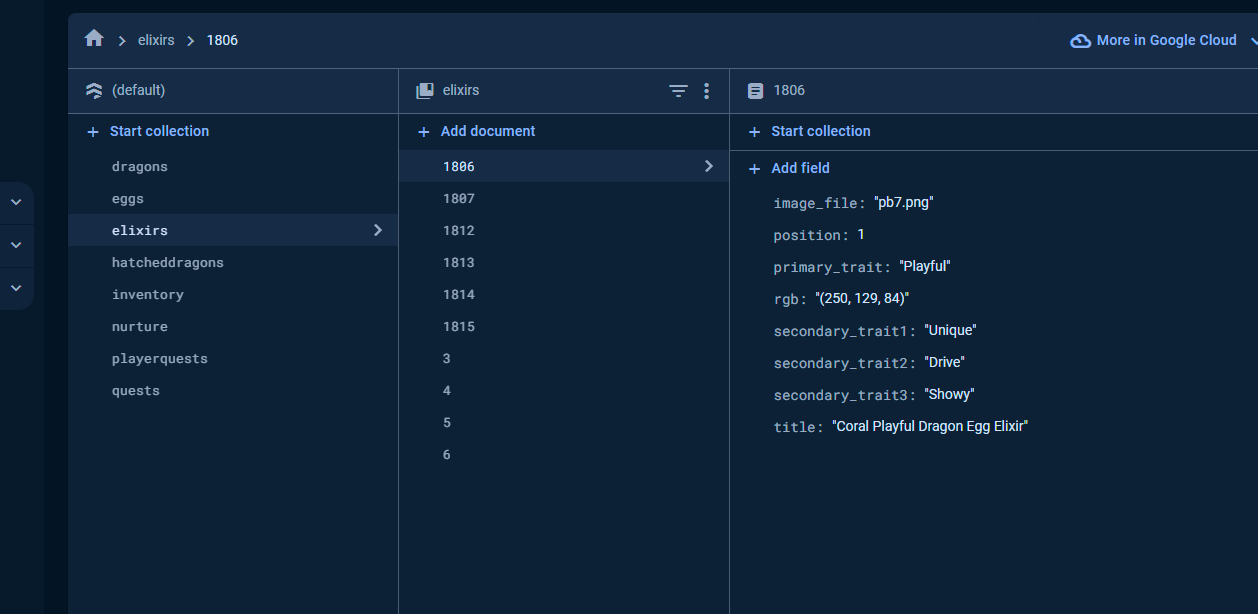 elixirs
1806
More in Google Cloud
(default)
Start collection
dragons
eggs
elixirs
hatcheddragons
inventory
nurture
playerquests
quests
elixirs
Add document
1806
1807
1812
1813
1814
1815
3
4
5
6
1806
Start collection
Add field
image_file: "pb7.png"
position: 1
primary_trait: "Playful"
rgb: "(250, 129, 84)"
secondary_trait1: "Unique"
secondary_trait2: "Drive"
secondary_trait3: "Showy"
title: "Coral Playful Dragon Egg Elixir"